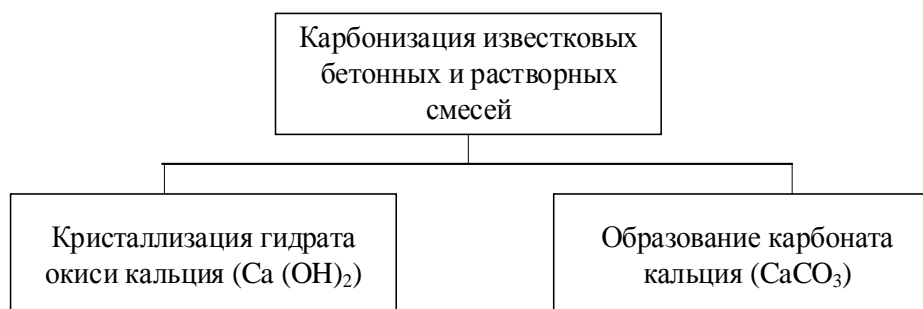 Карбонизация известковых
бетонных и растворных
смесей
Кристаллизация гидрата
окиси кальция (Ca (OH)₂)
Образование карбоната
кальция (CaCO₃)